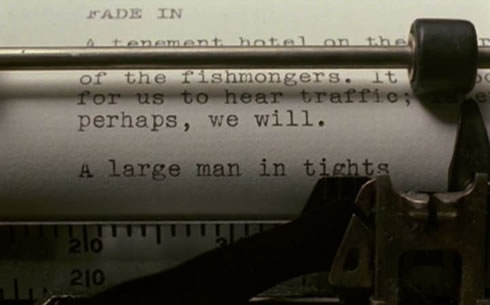 FADE IN
A tenement hotel on the
of the fishmongers. It
for us to hear traffic;
perhaps, we will.
A large man in tights
210
210